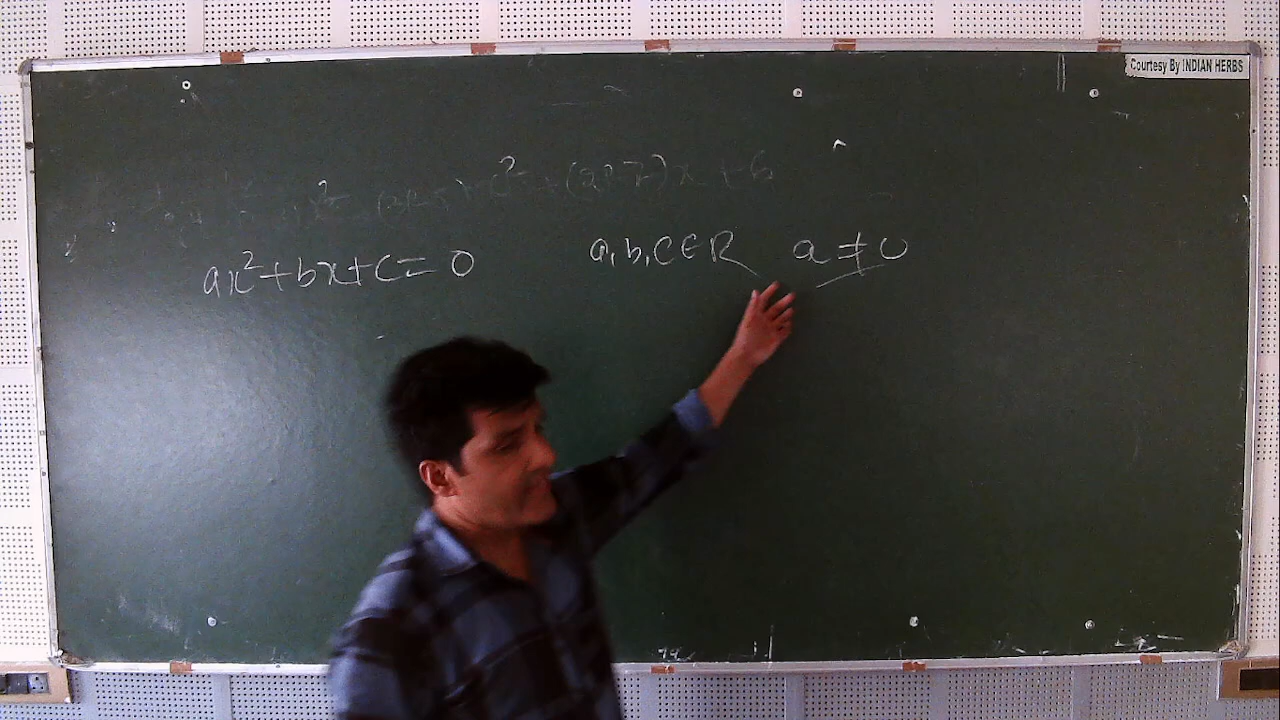 Courtesy By INDIAN HERBS
ax²+bx+c=0 a,b,c∈R a≠0